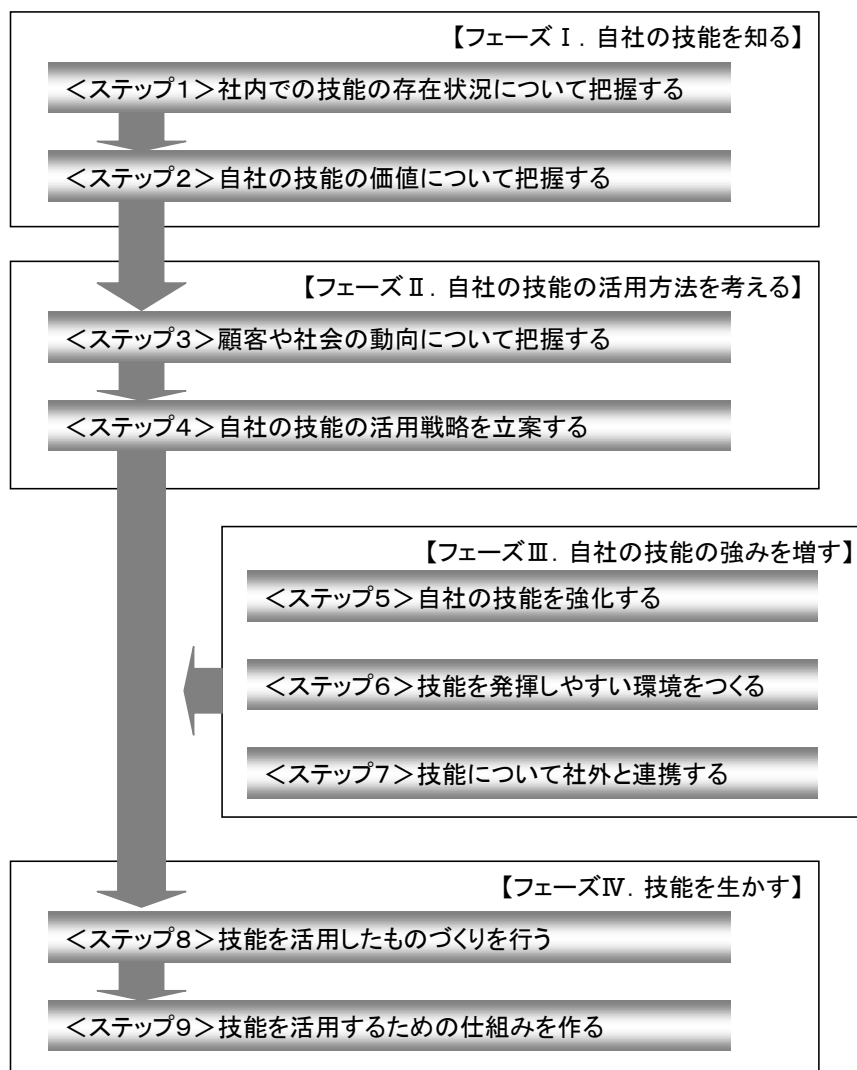 【フェーズⅠ．自社の技能を知る】
＜ステップ１＞社内での技能の存在状況について把握する
＜ステップ２＞自社の技能の価値について把握する
【フェーズⅡ．自社の技能の活用方法を考える】
＜ステップ３＞顧客や社会の動向について把握する
＜ステップ４＞自社の技能の活用戦略を立案する
【フェーズⅢ．自社の技能の強みを増す】
＜ステップ５＞自社の技能を強化する
＜ステップ６＞技能を発揮しやすい環境をつくる
＜ステップ７＞技能について社外と連携する
【フェーズⅣ．技能を生かす】
＜ステップ８＞技能を活用したものづくりを行う
＜ステップ９＞技能を活用するための仕組みを作る